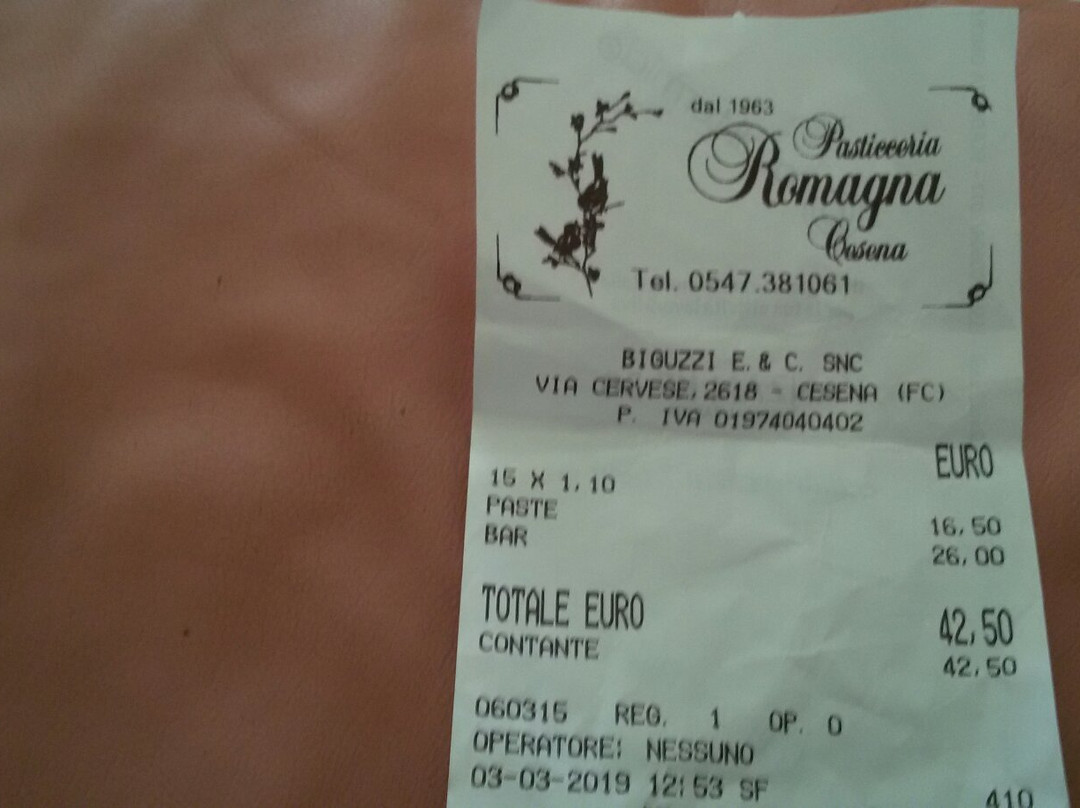 dal 1963
Pasticceria
Romagna
Cesena
Tel. 0547.381061
BIGUZZI E. & C. SNC
VIA CERVESE, 2618 - CESENA (FC)
P. IVA 01974040402
EURO
15 X 1,10
PASTE 16,50
BAR 26,00
TOTALE EURO 42,50
CONTANTE 42,50
060315 REG. 1 OP. 0
OPERATORE: NESSUNO
03-03-2019 12:53 SF 410